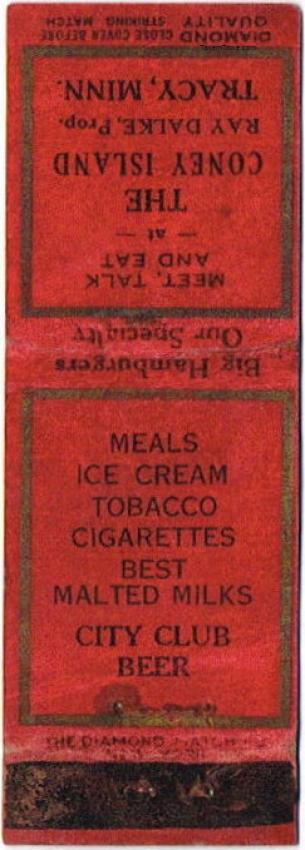 DIAMOND QUALITY
CLOSE COVER BEFORE STRIKING MATCH
MEET, TALK
AND EAT
— at —
THE
CONEY ISLAND
RAY DALKE, Prop.
TRACY, MINN.
Big Hamburgers
Our Specialty
MEALS
ICE CREAM
TOBACCO
CIGARETTES
BEST
MALTED MILKS
CITY CLUB
BEER
THE DIAMOND MATCH